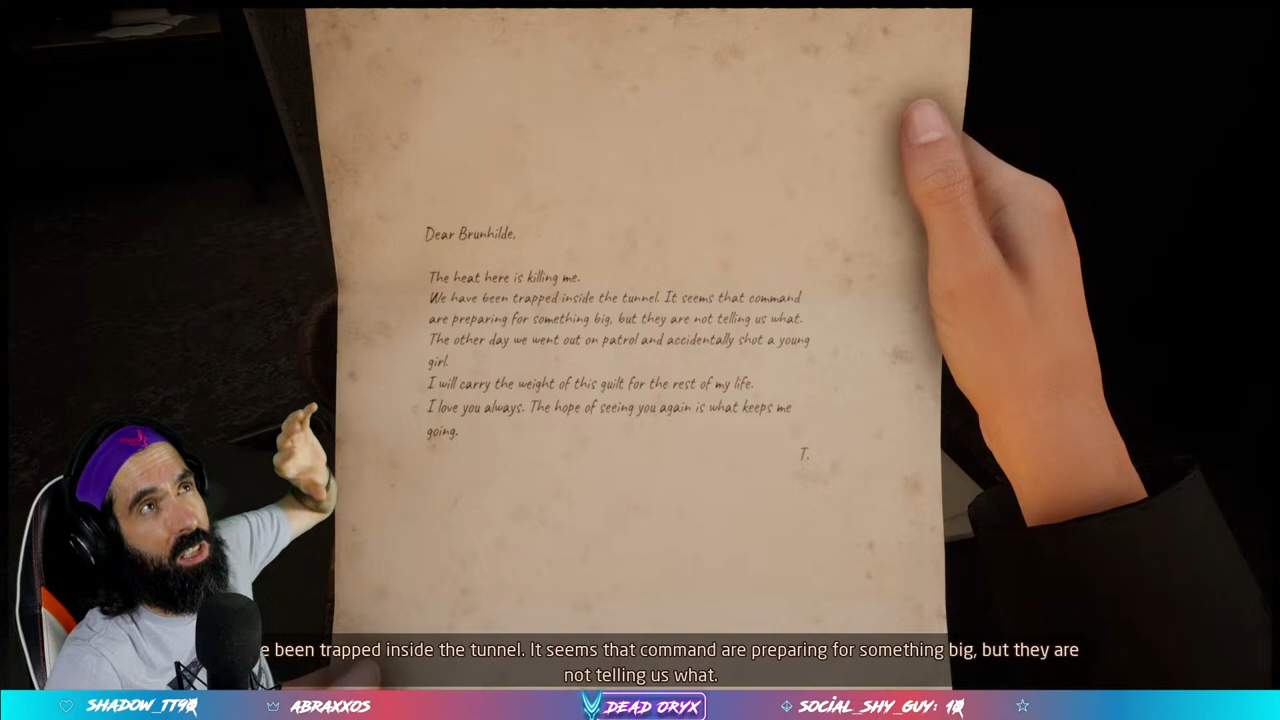 Dear Brunhilde,
The heat here is killing me.
We have been trapped inside the tunnel. It seems that command
are preparing for something big, but they are not telling us what.
The other day we went out on patrol and accidentally shot a young
girl.
I will carry the weight of this guilt for the rest of my life.
I love you always. The hope of seeing you again is what keeps me
going.
T.
e been trapped inside the tunnel. It seems that command are preparing for something big, but they are
not telling us what.
SHADOW_TT90
ABRAXXOS
DEAD ORYX
SOCIAL_SHY_GUY: 10